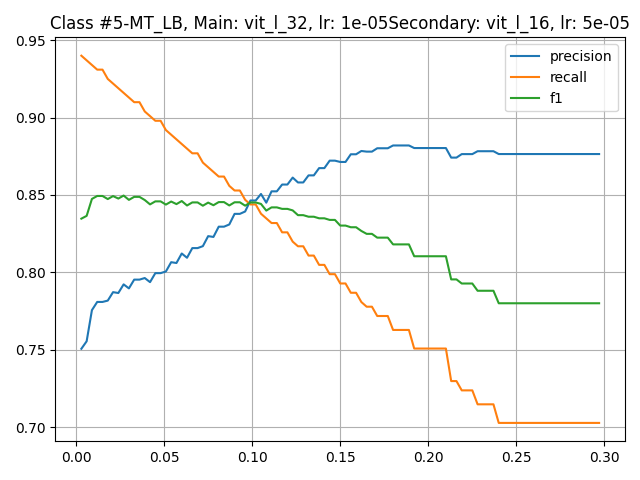 Class #5-MT_LB, Main: vit_l_32, lr: 1e-05Secondary: vit_l_16, lr: 5e-05
0.95
0.90
0.85
0.80
0.75
0.70
precision
recall
f1
0.00 0.05 0.10 0.15 0.20 0.25 0.30